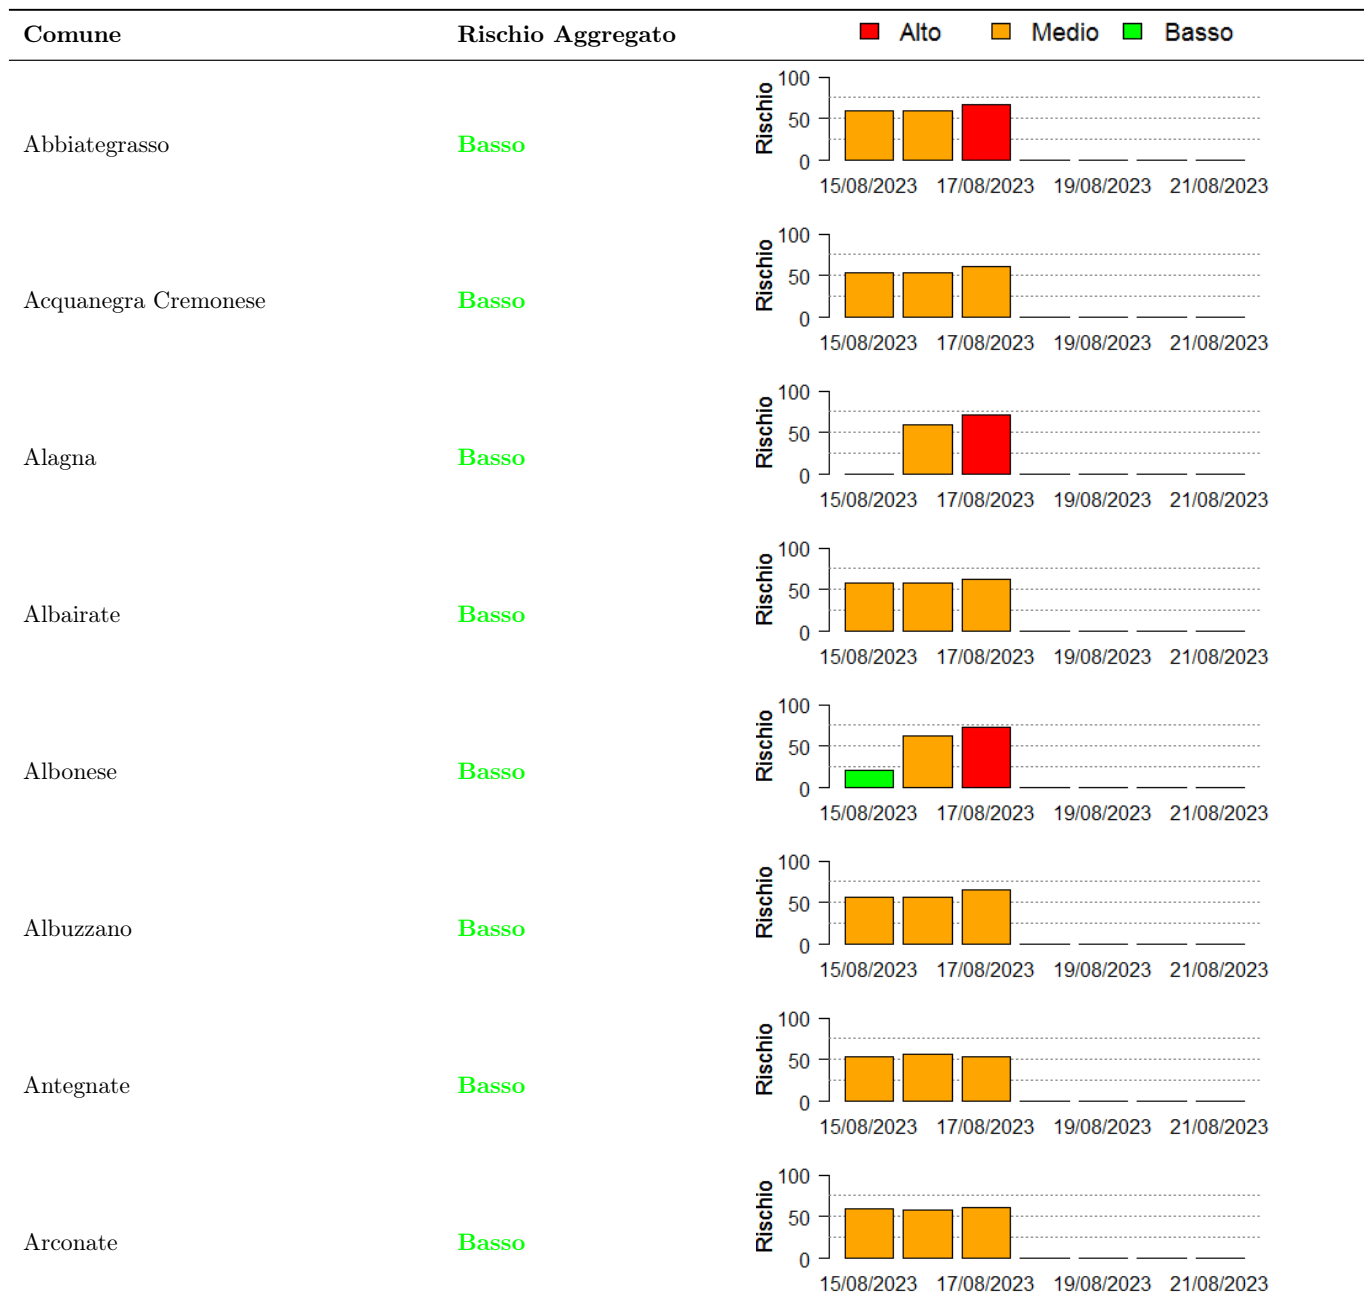 Comune Rischio Aggregato Alto Medio Basso
100
Rischio
50
Abbiategrasso Basso
0
15/08/2023 17/08/2023 19/08/2023 21/08/2023
100
Rischio
50
Acquanegra Cremonese Basso
0
15/08/2023 17/08/2023 19/08/2023 21/08/2023
100
Rischio
50
Alagna Basso
0
15/08/2023 17/08/2023 19/08/2023 21/08/2023
100
Rischio
50
Albairate Basso
0
15/08/2023 17/08/2023 19/08/2023 21/08/2023
100
Rischio
50
Albonese Basso
0
15/08/2023 17/08/2023 19/08/2023 21/08/2023
100
Rischio
50
Albuzzano Basso
0
15/08/2023 17/08/2023 19/08/2023 21/08/2023
100
Rischio
50
Antegnate Basso
0
15/08/2023 17/08/2023 19/08/2023 21/08/2023
100
Rischio
50
Arconate Basso
0
15/08/2023 17/08/2023 19/08/2023 21/08/2023